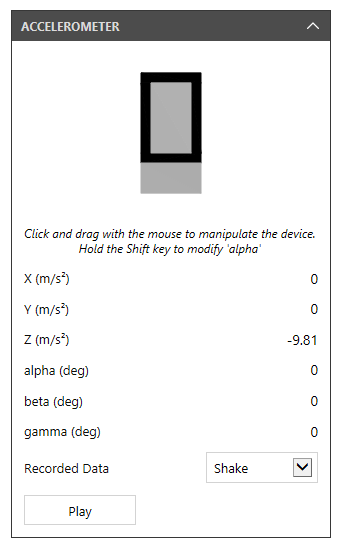 ACCELEROMETER
Click and drag with the mouse to manipulate the device.
Hold the Shift key to modify 'alpha'
X (m/s²) 0
Y (m/s²) 0
Z (m/s²) -9.81
alpha (deg) 0
beta (deg) 0
gamma (deg) 0
Recorded Data Shake
Play